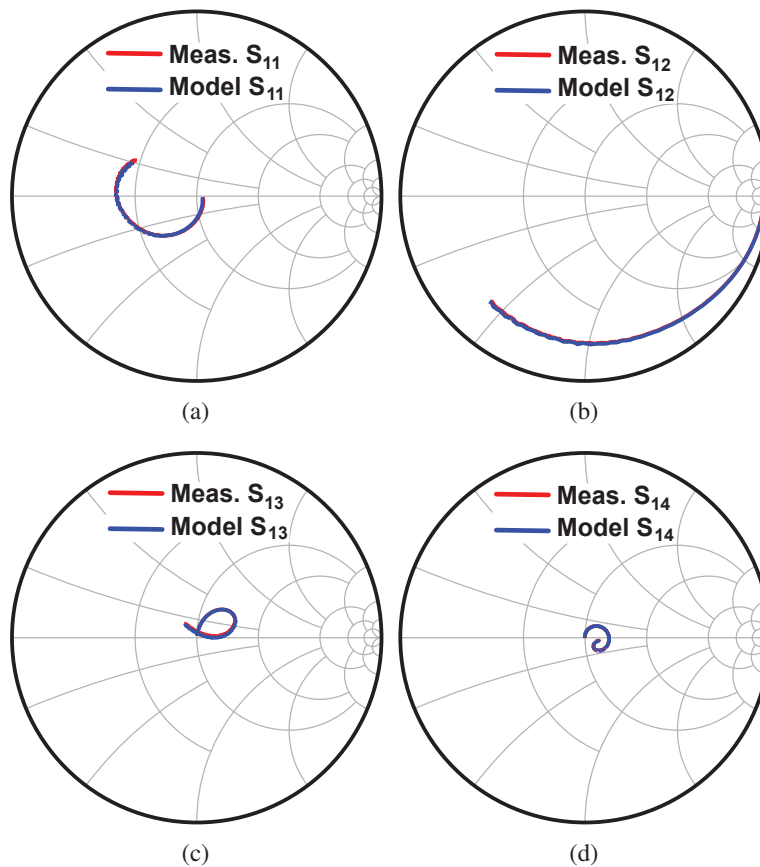 Meas. S₁₁
Model S₁₁
Meas. S₁₂
Model S₁₂
(a)
(b)
Meas. S₁₃
Model S₁₃
Meas. S₁₄
Model S₁₄
(c)
(d)